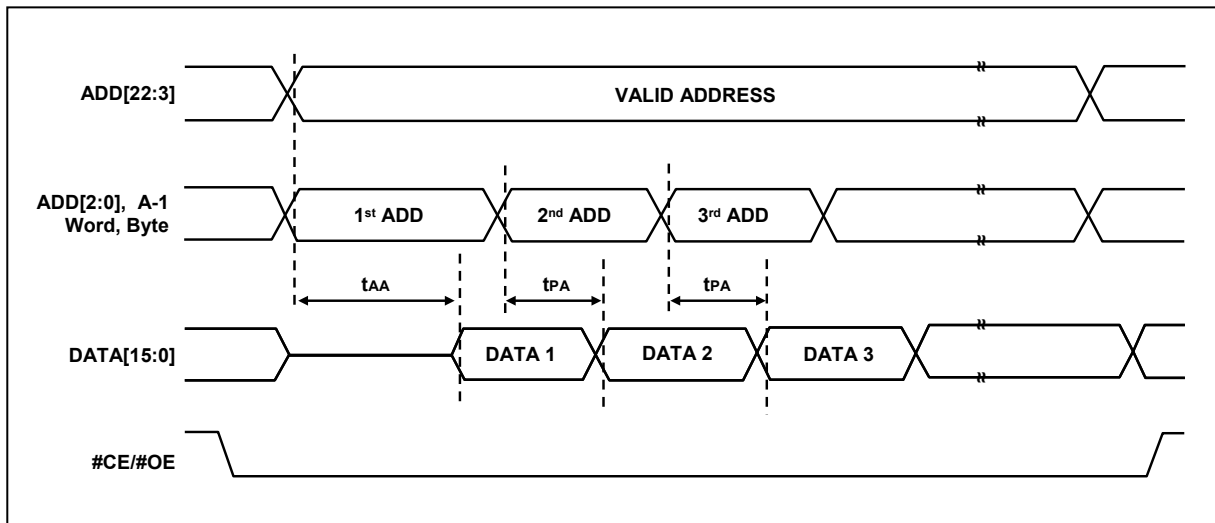 ADD[22:3]
VALID ADDRESS
ADD[2:0], A-1
Word, Byte
1st ADD
2nd ADD
3rd ADD
tAA
tPA
tPA
DATA[15:0]
DATA 1
DATA 2
DATA 3
#CE/#OE